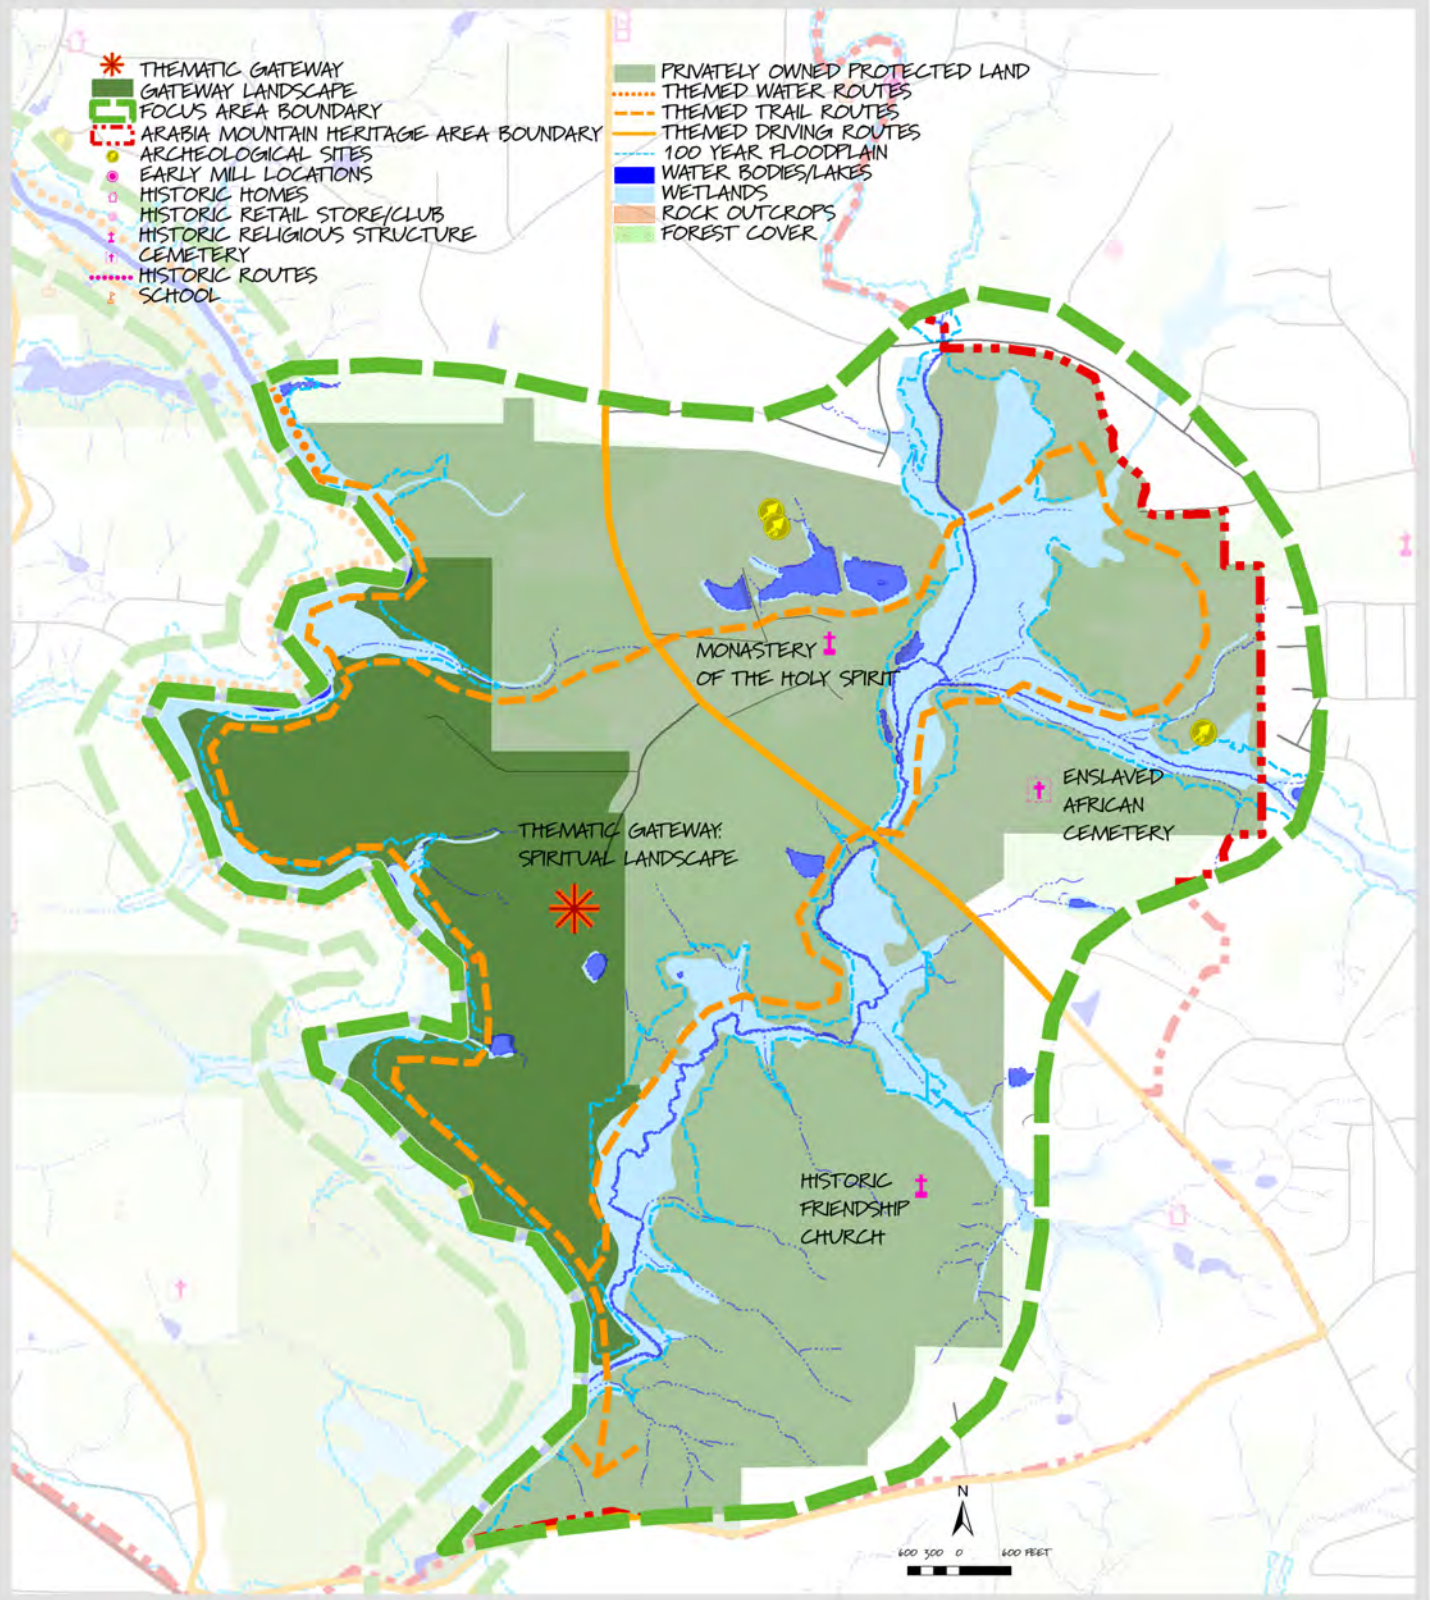 THEMATIC GATEWAY
GATEWAY LANDSCAPE
FOCUS AREA BOUNDARY
ARABIA MOUNTAIN HERITAGE AREA BOUNDARY
ARCHEOLOGICAL SITES
EARLY MILL LOCATIONS
HISTORIC HOMES
HISTORIC RETAIL STORE/CLUB
HISTORIC RELIGIOUS STRUCTURE
CEMETERY
HISTORIC ROUTES
SCHOOL
PRIVATELY OWNED PROTECTED LAND
THEMED WATER ROUTES
THEMED TRAIL ROUTES
THEMED DRIVING ROUTES
100 YEAR FLOODPLAIN
WATER BODIES/LAKES
WETLANDS
ROCK OUTCROPS
FOREST COVER
MONASTERY
OF THE HOLY SPIRIT
ENSLAVED
AFRICAN
CEMETERY
THEMATIC GATEWAY:
SPIRITUAL LANDSCAPE
HISTORIC
FRIENDSHIP
CHURCH
N
600 300 0 600 FEET